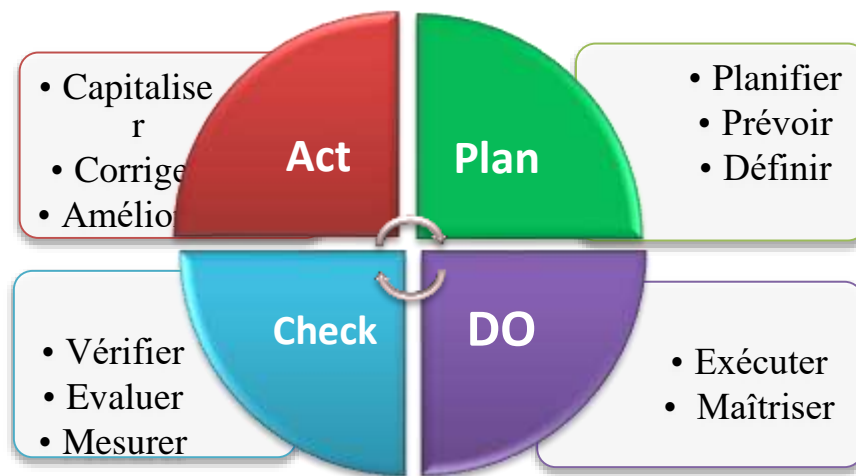 • Capitalise
r
• Corrige
• Amélio
Act
Plan
• Planifier
• Prévoir
• Définir
Check
DO
• Vérifier
• Evaluer
• Mesurer
• Exécuter
• Maîtriser